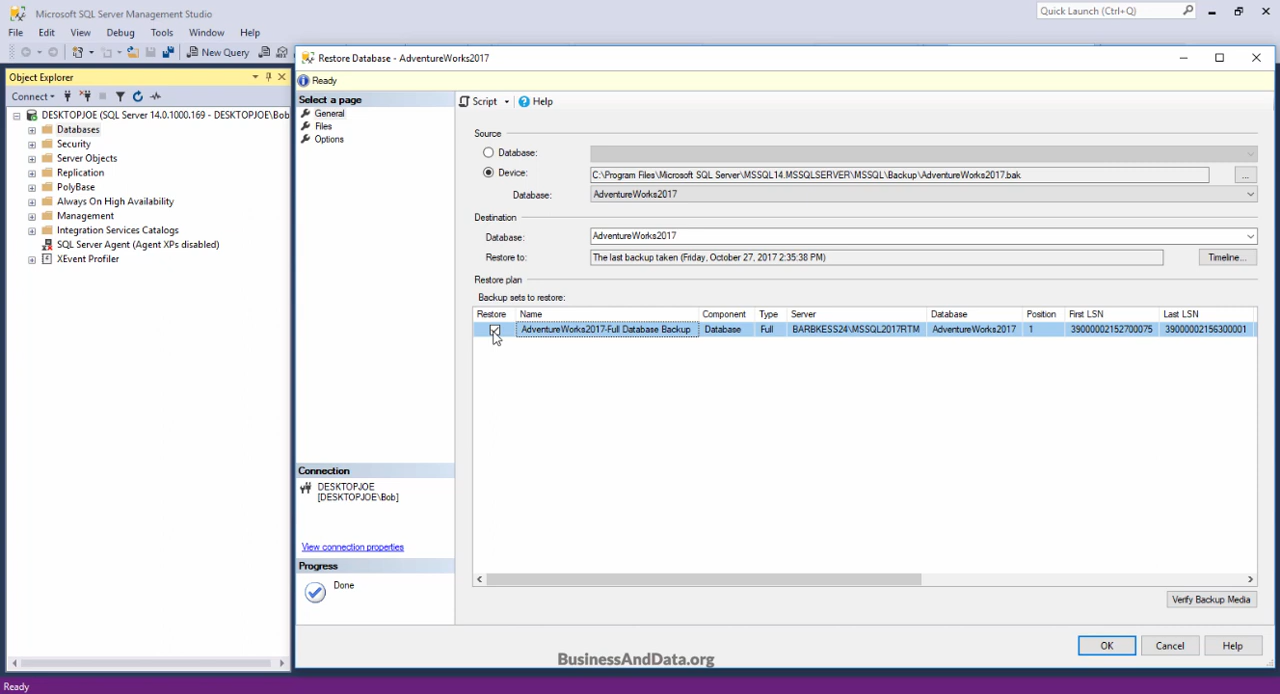 Microsoft SQL Server Management Studio
Quick Launch (Ctrl+Q)
File Edit View Debug Tools Window Help
New Query
Object Explorer
Connect
DESKTOPJOE (SQL Server 14.0.1000.169 - DESKTOPJOE\Bob
Databases
Security
Server Objects
Replication
PolyBase
Always On High Availability
Management
Integration Services Catalogs
SQL Server Agent (Agent XPs disabled)
XEvent Profiler
Restore Database - AdventureWorks2017
Ready
Select a page
General
Files
Options
Script Help
Source
Database:
Device: C:\Program Files\Microsoft SQL Server\MSSQL14.MSSQLSERVER\MSSQL\Backup\AdventureWorks2017.bak ...
Database: AdventureWorks2017
Destination
Database: AdventureWorks2017
Restore to: The last backup taken (Friday, October 27, 2017 2:35:38 PM) Timeline...
Restore plan
Backup sets to restore:
Restore Name Component Type Server Database Position First LSN Last LSN
AdventureWorks2017-Full Database Backup Database Full BARBKESS24\MSSQL2017RTM AdventureWorks2017 1 39000002152700075 39000002156300001
Connection
DESKTOPJOE
[DESKTOPJOE\Bob]
View connection properties
Progress
Done
Verify Backup Media
OK Cancel Help
BusinessAndData.org
Ready